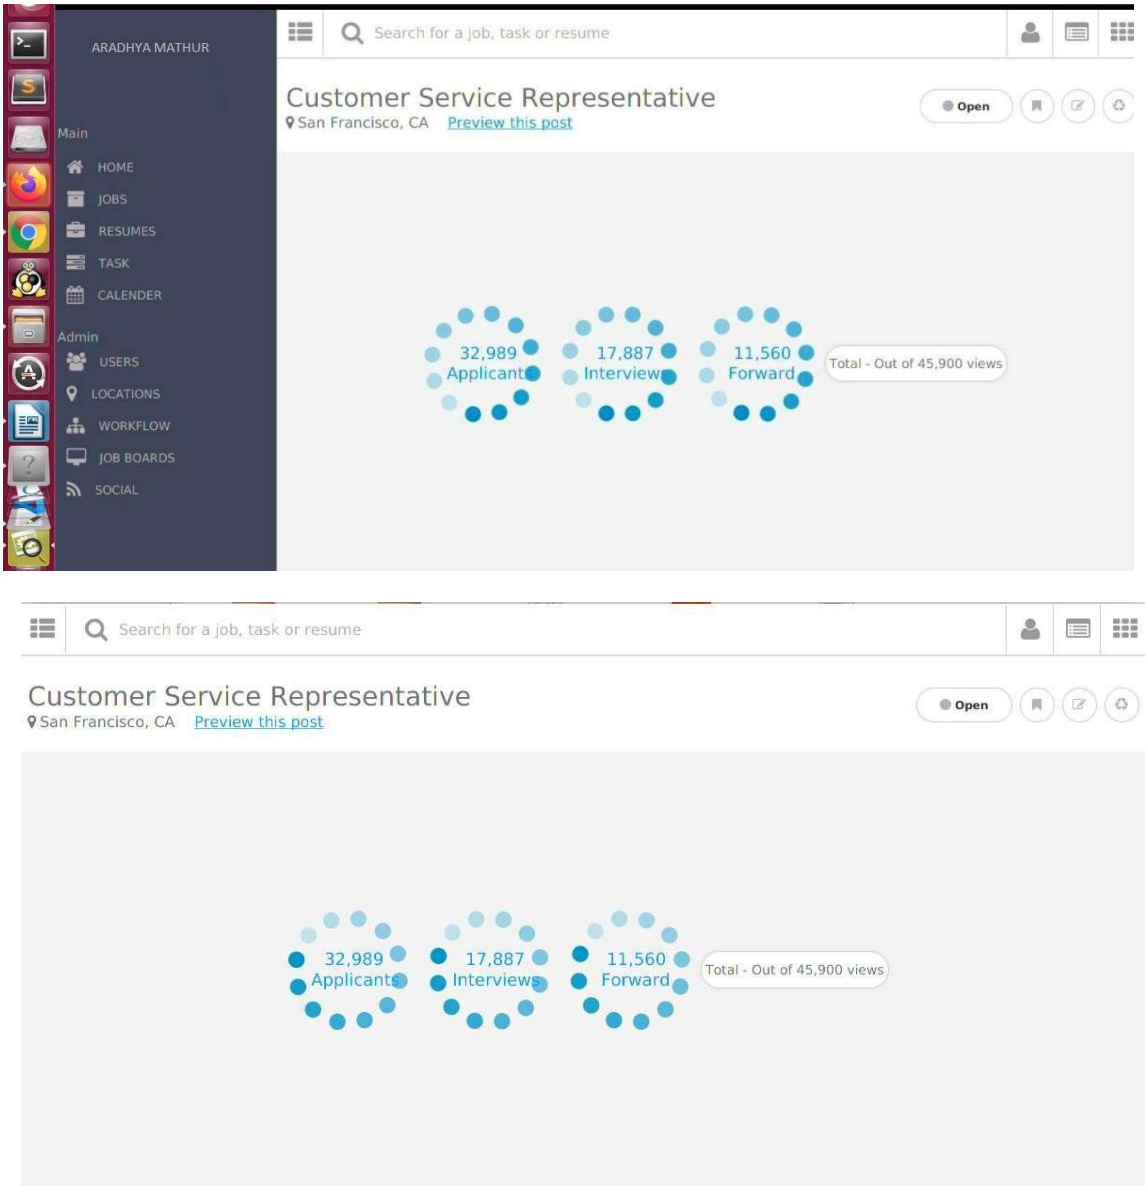 ARADHYA MATHUR
Main
HOME
JOBS
RESUMES
TASK
CALENDER
Admin
USERS
LOCATIONS
WORKFLOW
JOB BOARDS
SOCIAL
Search for a job, task or resume
Customer Service Representative
San Francisco, CA Preview this post
Open
32,989
Applicants
17,887
Interviews
11,560
Forward
Total - Out of 45,900 views
Search for a job, task or resume
Customer Service Representative
San Francisco, CA Preview this post
Open
32,989
Applicants
17,887
Interviews
11,560
Forward
Total - Out of 45,900 views